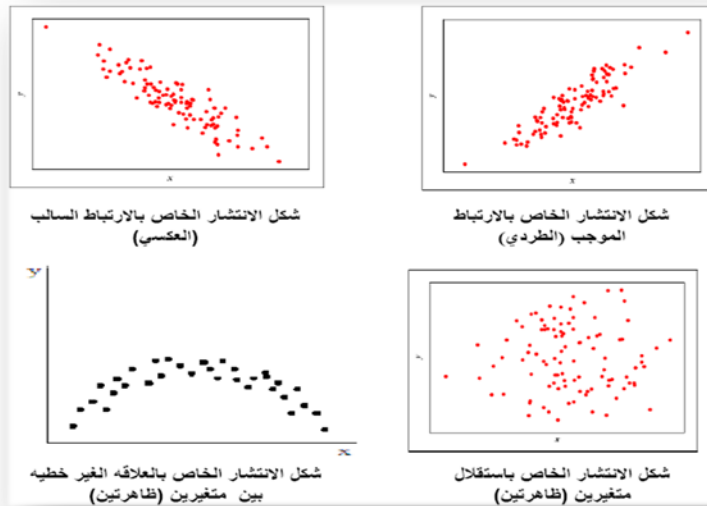 y
x
شكل الانتشار الخاص بالارتباط
الموجب (الطردي)
y
x
شكل الانتشار الخاص بالارتباط السالب
(العكسي)
y
x
شكل الانتشار الخاص باستقلال
متغيرين (ظاهرتين)
y
x
شكل الانتشار الخاص بالعلاقه الغير خطيه
بين متغيرين (ظاهرتين)